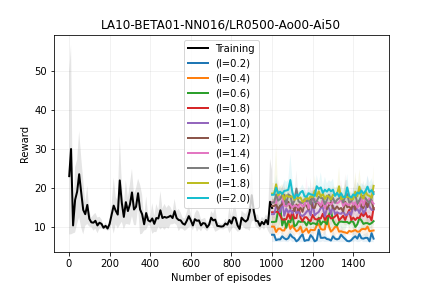 LA10-BETA01-NN016/LR0500-Ao00-Ai50
Reward
50
40
30
20
10
Training
(l=0.2)
(l=0.4)
(l=0.6)
(l=0.8)
(l=1.0)
(l=1.2)
(l=1.4)
(l=1.6)
(l=1.8)
(l=2.0)
0 200 400 600 800 1000 1200 1400
Number of episodes